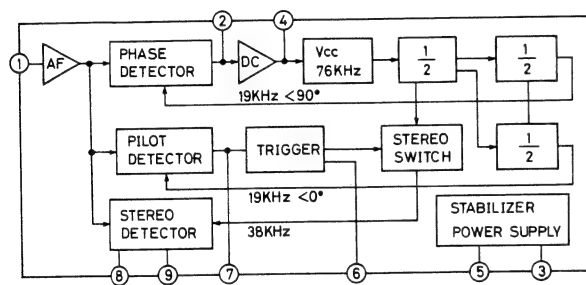 2
4
1
AF
PHASE
DETECTOR
DC
Vcc
76KHz
1
2
1
2
19KHz <90°
PILOT
DETECTOR
TRIGGER
STEREO
SWITCH
1
2
19KHz <0°
STEREO
DETECTOR
38KHz
STABILIZER
POWER SUPPLY
8
9
7
6
5
3